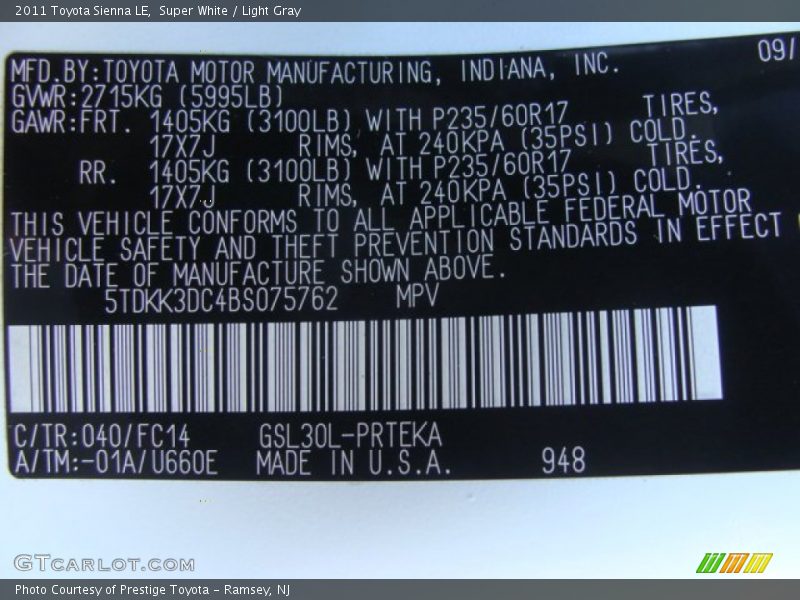 2011 Toyota Sienna LE,  Super White / Light Gray
09/
MFD.BY:TOYOTA MOTOR MANUFACTURING, INDIANA, INC.
GVWR:2715KG (5995LB)
GAWR:FRT. 1405KG (3100LB) WITH P235/60R17 TIRES,
17X7J RIMS, AT 240KPA (35PSI) COLD.
RR. 1405KG (3100LB) WITH P235/60R17 TIRES,
17X7J RIMS, AT 240KPA (35PSI) COLD.
THIS VEHICLE CONFORMS TO ALL APPLICABLE FEDERAL MOTOR
VEHICLE SAFETY AND THEFT PREVENTION STANDARDS IN EFFECT
THE DATE OF MANUFACTURE SHOWN ABOVE.
5TDKK3DC4BS075762 MPV
C/TR:040/FC14 GSL30L-PRTEKA
A/TM:-01A/U660E MADE IN U.S.A. 948
GTCARLOT.COM
Photo Courtesy of Prestige Toyota - Ramsey, NJ